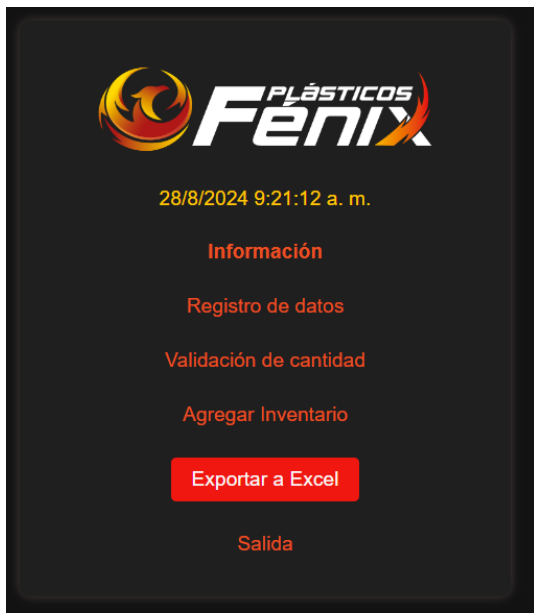 PLÁSTICOS
Fénix
28/8/2024 9:21:12 a. m.
Información
Registro de datos
Validación de cantidad
Agregar Inventario
Exportar a Excel
Salida